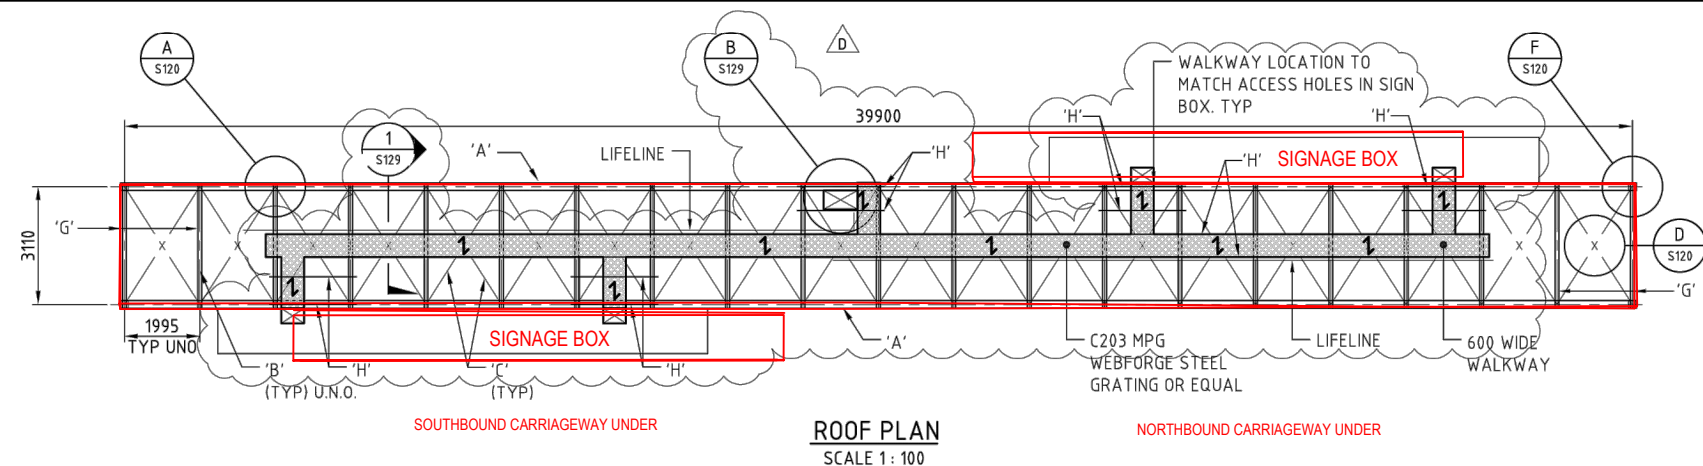 A
S120
B
S129
D
F
S120
WALKWAY LOCATION TO
MATCH ACCESS HOLES IN SIGN
BOX. TYP
39900
1
S129
'A'
LIFELINE
'H'
'H'
'H'
SIGNAGE BOX
'H'
'G'
3110
D
S120
'G'
1995
TYP UNO
SIGNAGE BOX
'A'
C203 MPG
WEBFORGE STEEL
GRATING OR EQUAL
LIFELINE
600 WIDE
WALKWAY
'B'
(TYP) U.N.O.
'H'
'C'
(TYP)
'H'
SOUTHBOUND CARRIAGEWAY UNDER
ROOF PLAN
SCALE 1 : 100
NORTHBOUND CARRIAGEWAY UNDER